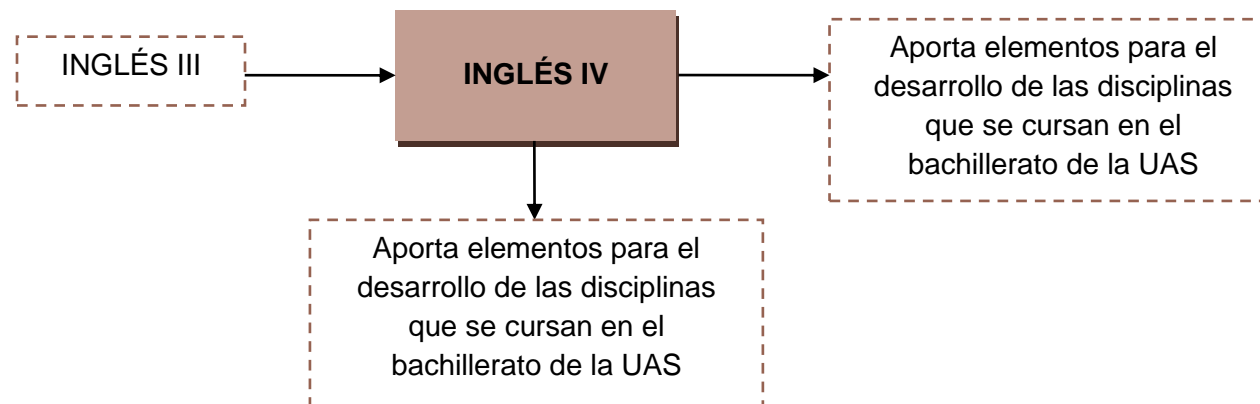 INGLÉS III
INGLÉS IV
Aporta elementos para el
desarrollo de las disciplinas
que se cursan en el
bachillerato de la UAS
Aporta elementos para el
desarrollo de las disciplinas
que se cursan en el
bachillerato de la UAS